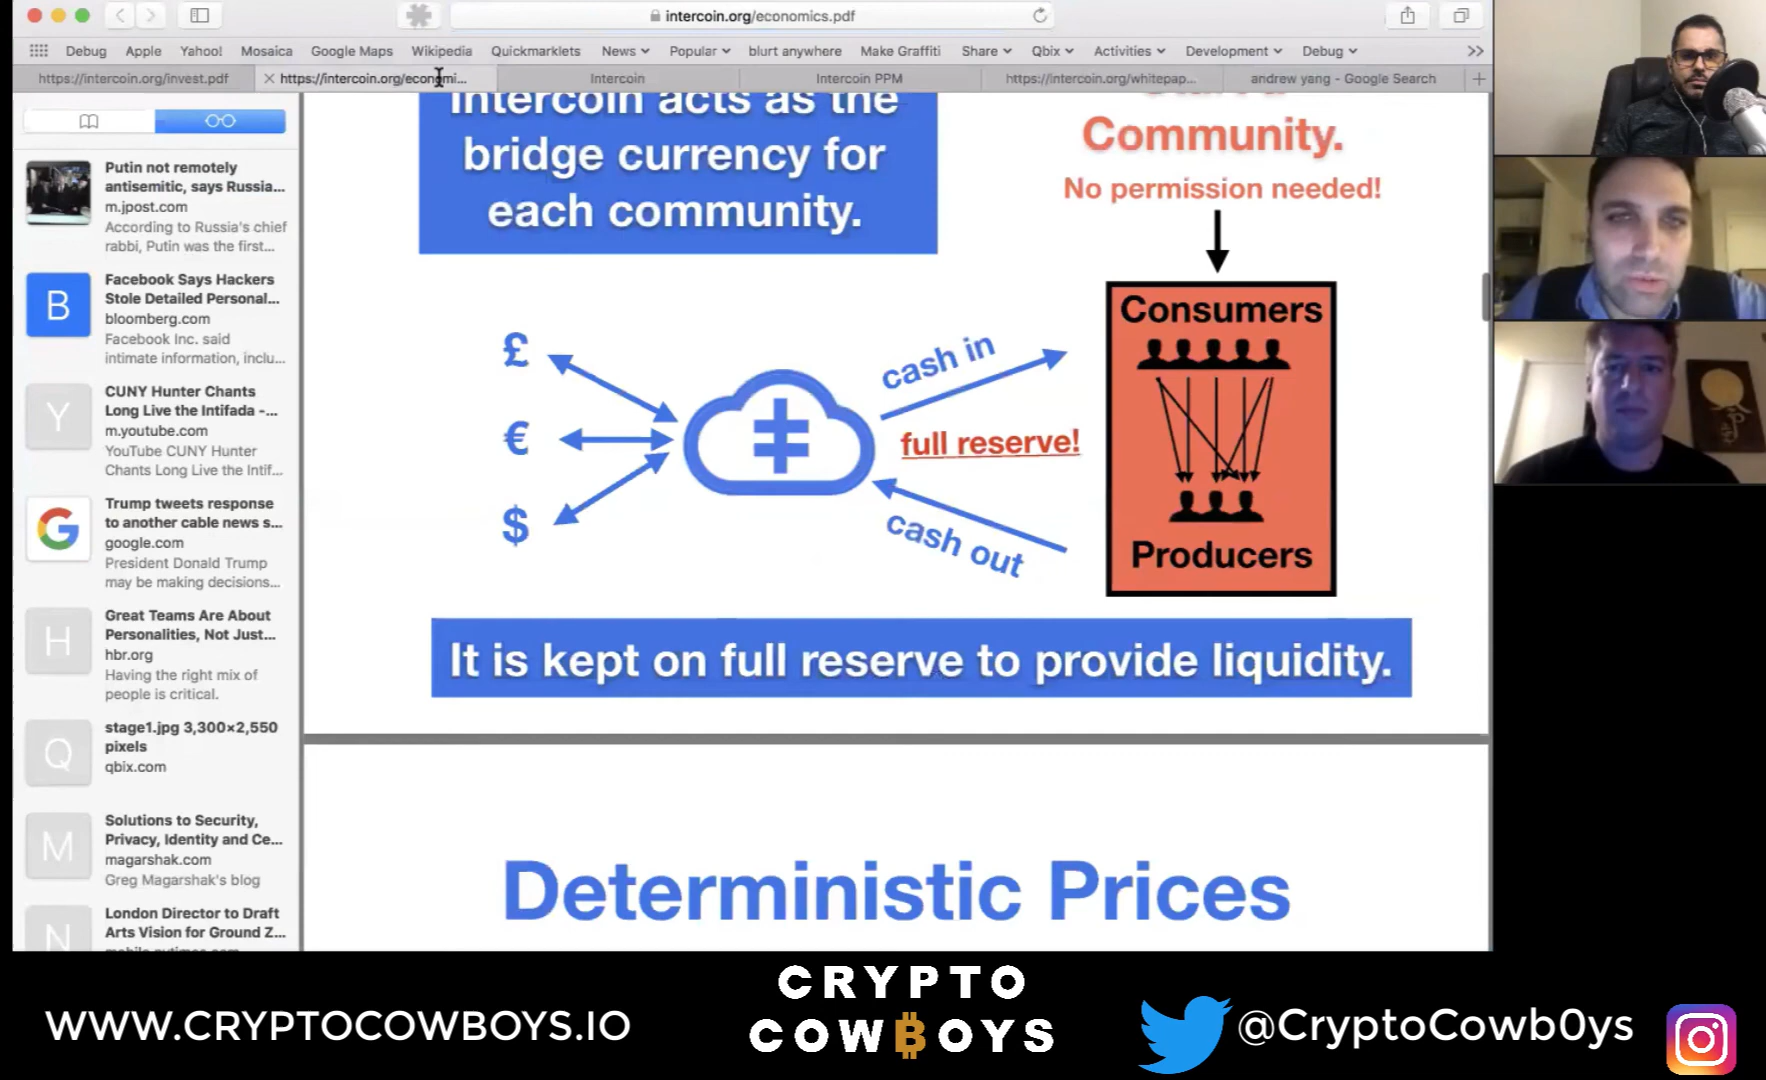 intercoin.org/economics.pdf
Debug Apple Yahoo! Mosaica Google Maps Wikipedia Quickmarklets News Popular blurt anywhere Make Graffiti Share Qbix Activities Development Debug
https://intercoin.org/invest.pdf
https://intercoin.org/economi...
Intercoin
Intercoin PPM
https://intercoin.org/whitepap...
andrew yang - Google Search
Putin not remotely
antisemitic, says Russia...
m.jpost.com
According to Russia's chief
rabbi, Putin was the first...
B
Facebook Says Hackers
Stole Detailed Personal...
bloomberg.com
Facebook Inc. said
intimate information, inclu...
Y
CUNY Hunter Chants
Long Live the Intifada -...
m.youtube.com
YouTube CUNY Hunter
Chants Long Live the Intif...
G
Trump tweets response
to another cable news s...
google.com
President Donald Trump
may be making decisions...
H
Great Teams Are About
Personalities, Not Just...
hbr.org
Having the right mix of
people is critical.
Q
stage1.jpg 3,300×2,550
pixels
qbix.com
M
Solutions to Security,
Privacy, Identity and Ce...
magarshak.com
Greg Magarshak's blog
N
London Director to Draft
Arts Vision for Ground Z...
Intercoin acts as the
bridge currency for
each community.
Community.
No permission needed!
£
€
$
cash in
full reserve!
cash out
Consumers
Producers
It is kept on full reserve to provide liquidity.
Deterministic Prices
WWW.CRYPTOCOWBOYS.IO
CRYPTO
COWBOYS
@CryptoCowb0ys